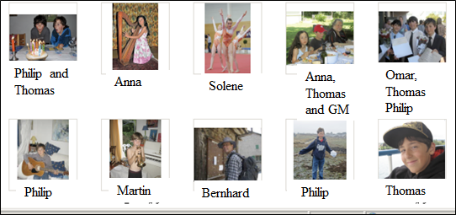 Philip and
Thomas
Anna
Solene
Anna,
Thomas
and GM
Omar,
Thomas
Philip
Philip
Martin
Bernhard
Philip
Thomas